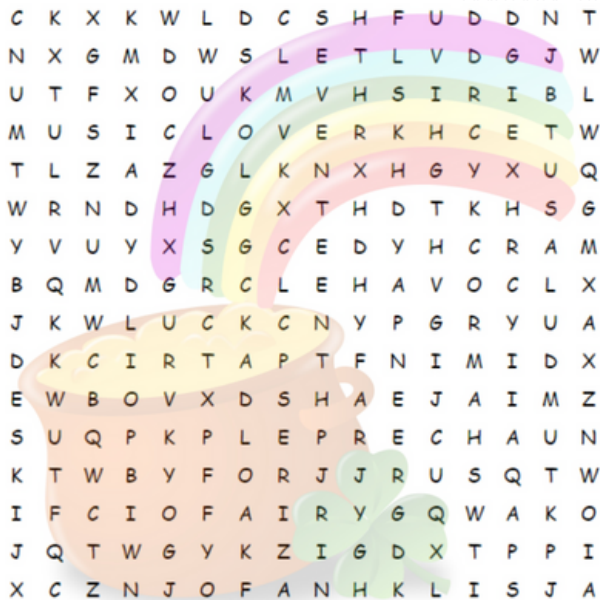 C K X K W L D C S H F U D D N T
N X G M D W S L E T L V D G J W
U T F X O U K M V H S I R I B L
M U S I C L O V E R K H C E T W
T L Z A Z G L K N X H G Y X U Q
W R N D H D G X T H D T K H S G
Y V U Y X S G C E D Y H C R A M
B Q M D G R C L E H A V O C L X
J K W L U C K C N Y P G R Y U A
D K C I R T A P T F N I M I D X
E W B O V X D S H A E J A I M Z
S U Q P K P L E P R E C H A U N
K T W B Y F O R J J R U S Q T W
I F C I O F A I R Y G Q W A K O
J Q T W G Y K Z I G D X T P P I
X C Z N J O F A N H K L I S J A